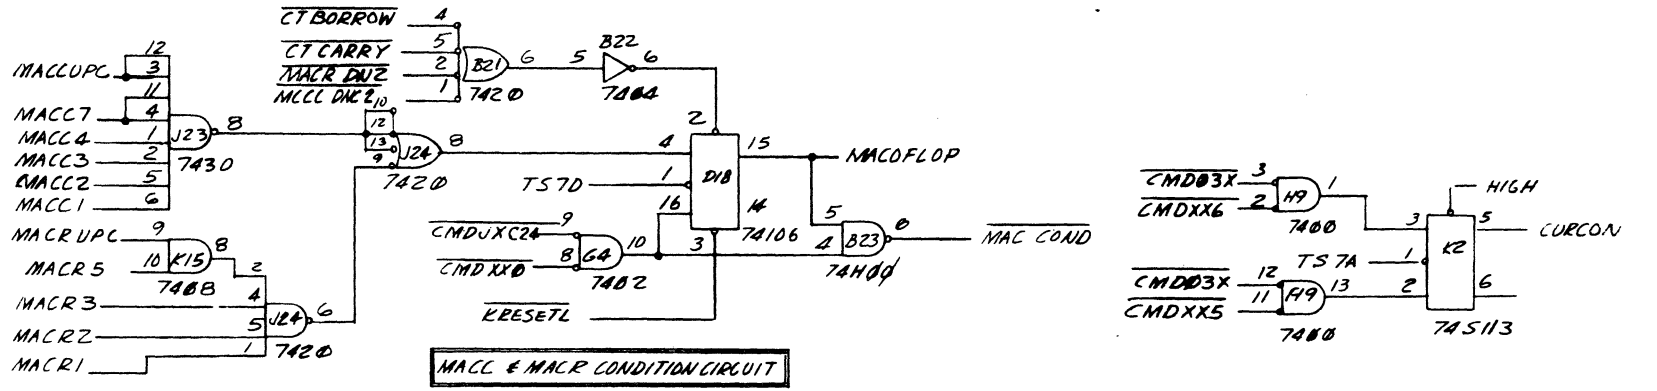 CT BORROW 4
CT CARRY 5
MACR DN2 2
MCCL DNC2 1
B21 6
7420
5 B22 6
7404
MACCUPC 12
3
11
MACC7 4
MACC4 1
MACC3 2
MACC2 5
MACC1 6
J23 8
7430
10
12
13
9
J24 8
7420
MACRUPC 9
MACR5 10
K15 8
7408
2
MACR3 4
MACR2 5
MACR1 1
J24 6
7420
2
4 15 MACOFLOP
TS7D 1
D18
16 14
74106
3
CMDUXC24 9
CMDXX0 8
G4 10
7402
KRESETL
5
4 B23 8 MAC COND
74H00
MACC & MACR CONDITION CIRCUIT
CMD03X 3
CMDXX6 2
H9 1
7400
HIGH
3 5 CURCON
TS7A 1 K2
CMD03X 12
CMDXX5 11
H9 13
7400
2 6
74S113